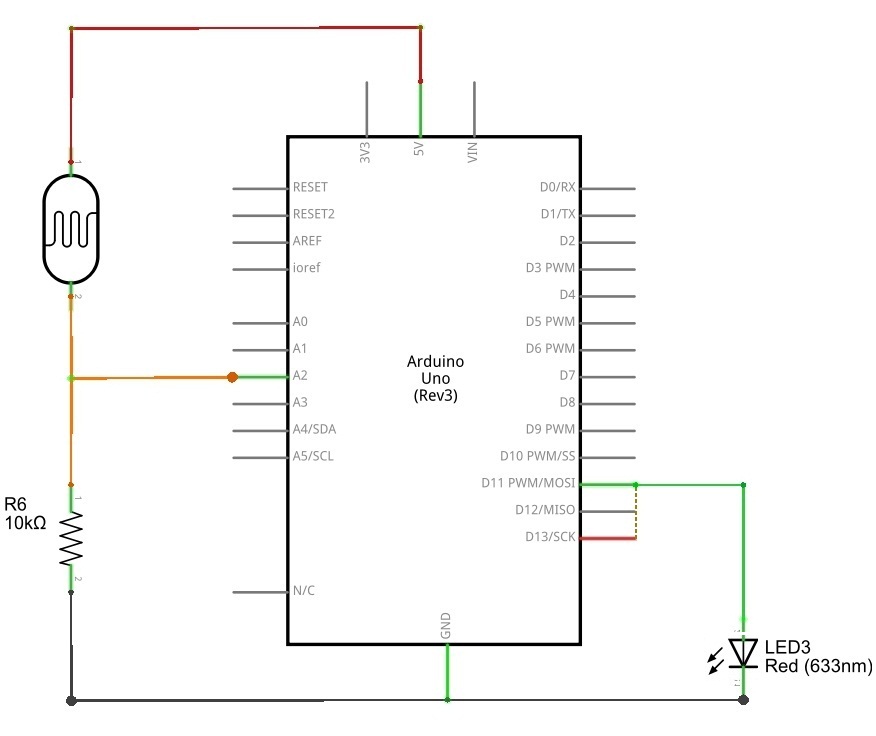 3V3
5V
VIN
1
RESET
D0/RX
RESET2
D1/TX
AREF
D2
ioref
D3 PWM
2
D4
A0
D5 PWM
A1
D6 PWM
Arduino
Uno
(Rev3)
A2
D7
A3
D8
A4/SDA
D9 PWM
A5/SCL
D10 PWM/SS
D11 PWM/MOSI
1
R6
10kΩ
D12/MISO
D13/SCK
2
N/C
GND
LED3
Red (633nm)